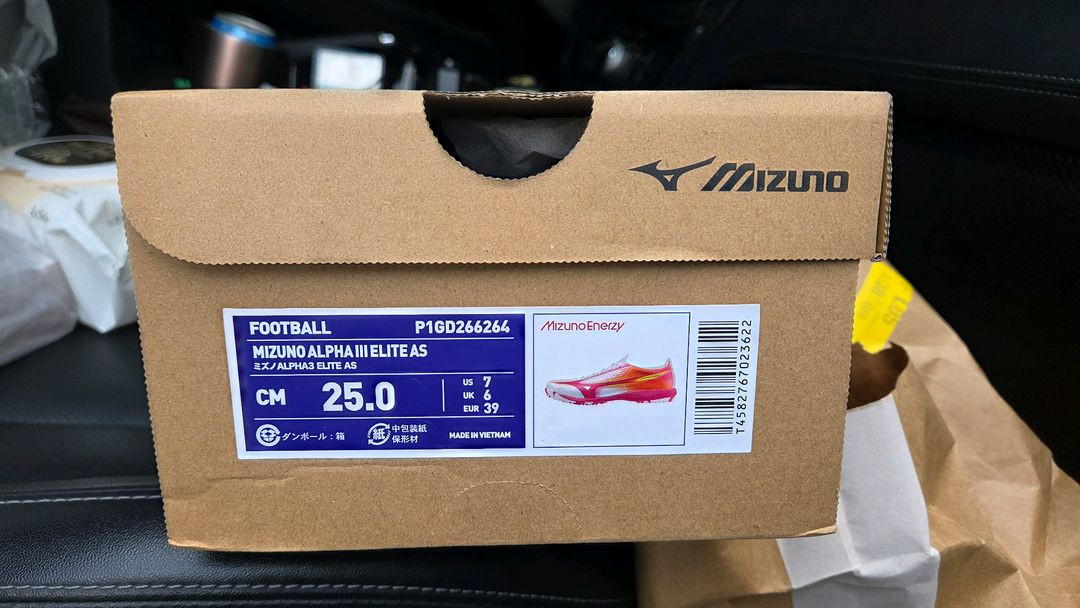 MIZUNO
FOOTBALL P1GD266264
MIZUNO ALPHA III ELITE AS
ミズノALPHA3 ELITE AS
CM 25.0
US 7
UK 6
EUR 39
ダンボール：箱
紙 中包装紙
保形材
MADE IN VIETNAM
MizunoEnerzy
T4582767023622